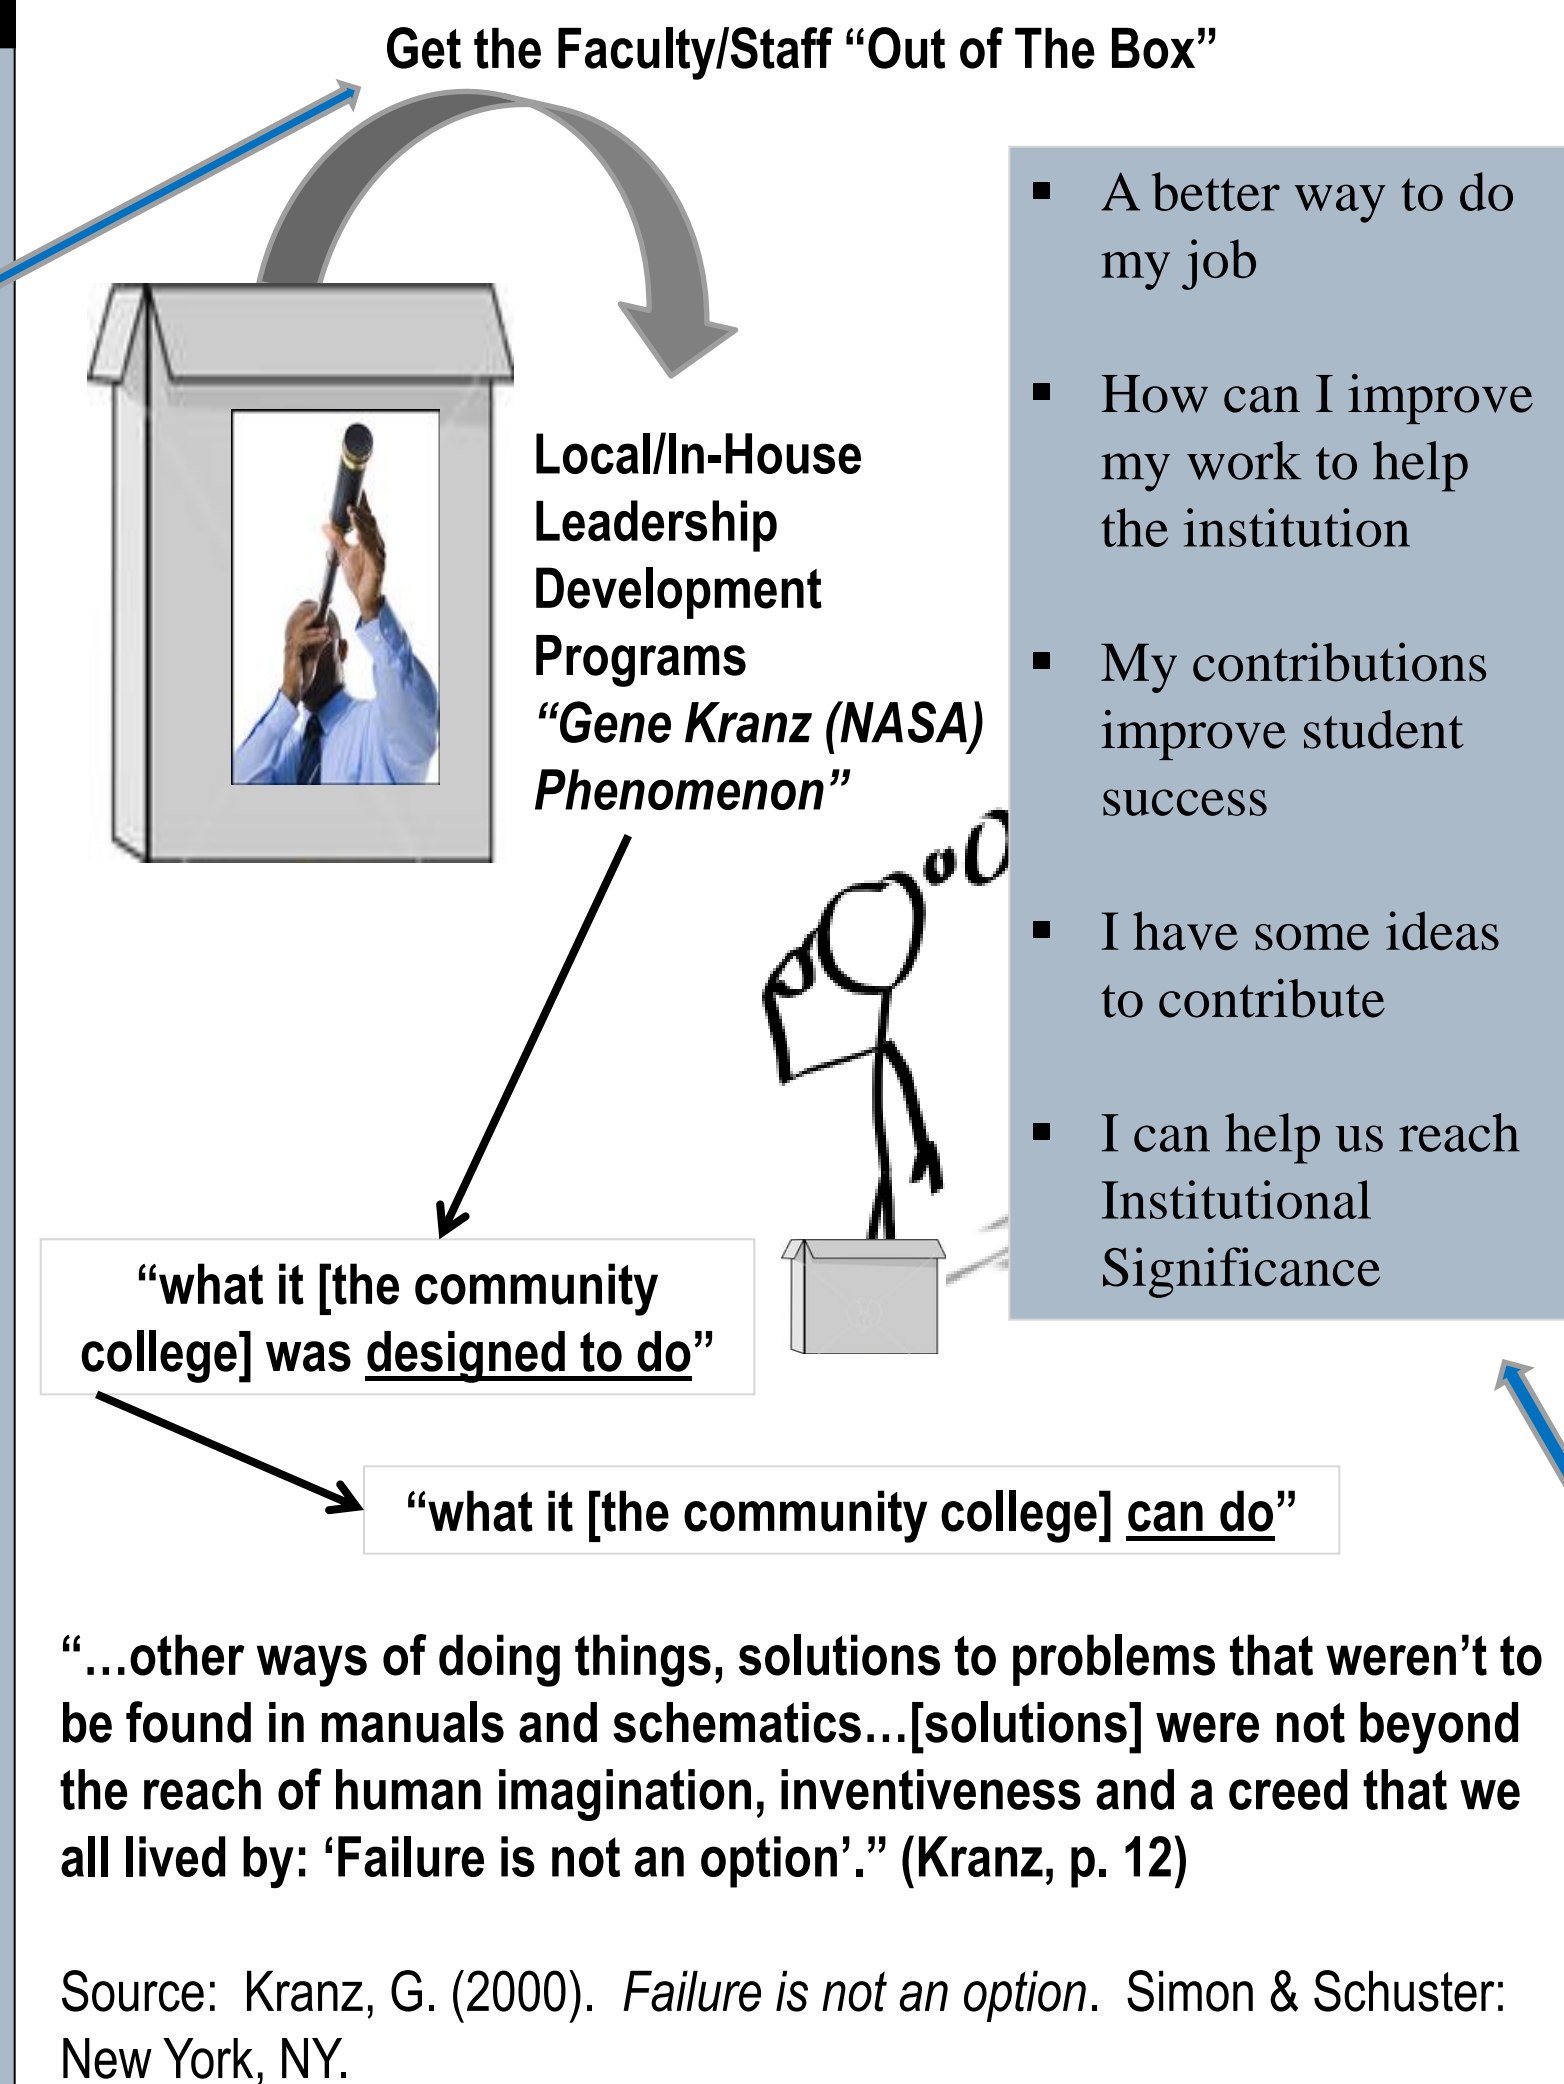 Get the Faculty/Staff “Out of The Box”
Local/In-House
Leadership
Development
Programs
“Gene Kranz (NASA)
Phenomenon”
▪ A better way to do
my job
▪ How can I improve
my work to help
the institution
▪ My contributions
improve student
success
▪ I have some ideas
to contribute
▪ I can help us reach
Institutional
Significance
“what it [the community
college] was designed to do”
“what it [the community college] can do”
“…other ways of doing things, solutions to problems that weren’t to
be found in manuals and schematics…[solutions] were not beyond
the reach of human imagination, inventiveness and a creed that we
all lived by: ‘Failure is not an option’.” (Kranz, p. 12)
Source: Kranz, G. (2000). Failure is not an option. Simon & Schuster:
New York, NY.